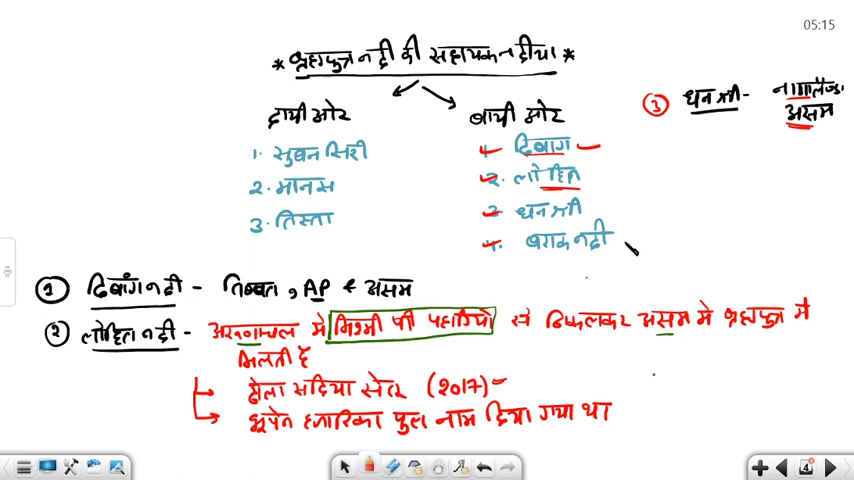 05:15
* ब्रह्मपुत्र नदी की सहायक नदीया *
दायी ओर
1. सुबनसिरी
2. मानस
3. तिस्ता
बायी ओर
1. दिबांग
2. लोहित
3. धनश्री
4. बराक नदी
③ धनश्री - नागालैण्ड
असम
① दिबांग नदी - तिब्बत, AP & असम
② लोहित नदी - अरुणाचल में मिश्मी की पहाडियो से निकलकर असम मे ब्रह्मपुत्र में
मिलती है
ढोला सदिया सेतु (2017)
भूपेन हजारिका पुल नाम दिया गया था
4